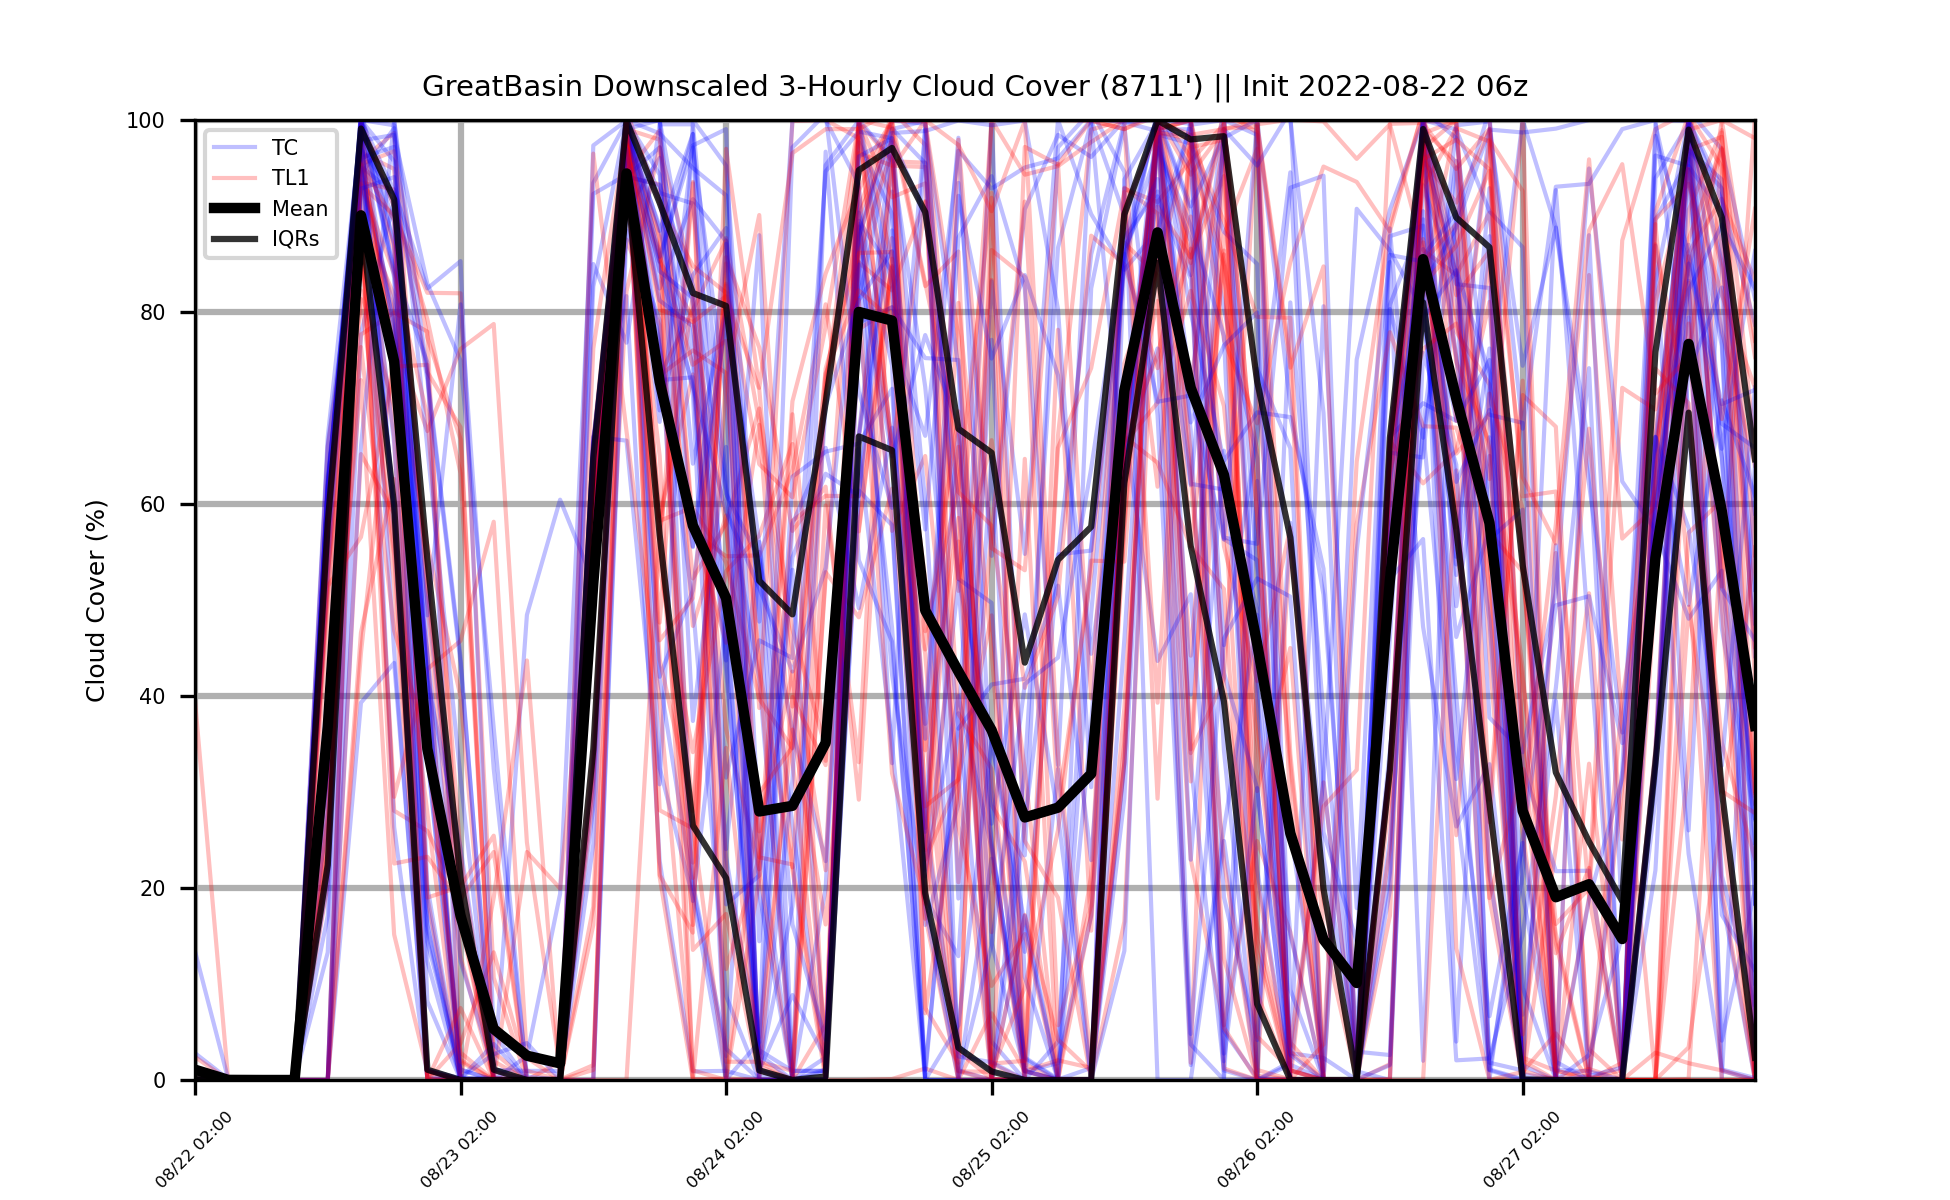 GreatBasin Downscaled 3-Hourly Cloud Cover (8711') || Init 2022-08-22 06z
TC
TL1
Mean
IQRs
Cloud Cover (%)
100
80
60
40
20
0
08/22 02:00
08/23 02:00
08/24 02:00
08/25 02:00
08/26 02:00
08/27 02:00